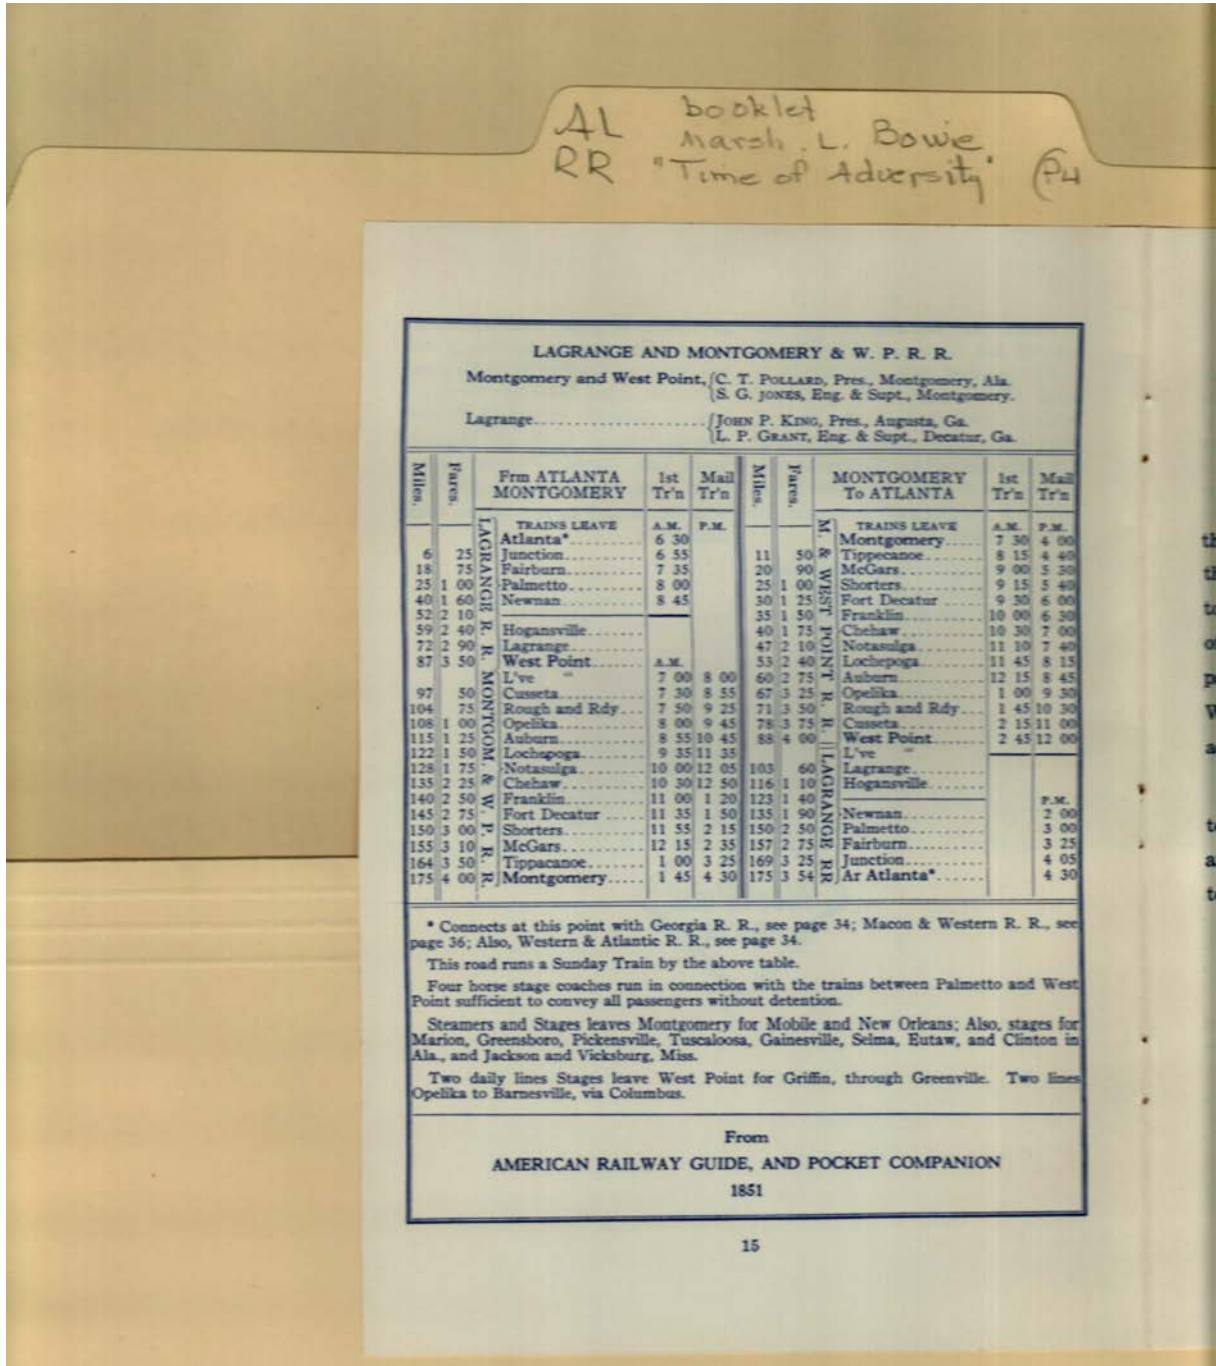 AL booklet
Marsh. L. Bowie
RR "Time of Adversity" (P4
LAGRANGE AND MONTGOMERY & W. P. R. R.
Montgomery and West Point, {C. T. POLLARD, Pres., Montgomery, Ala.
{S. G. JONES, Eng. & Supt., Montgomery.
Lagrange....................{JOHN P. KING, Pres., Augusta, Ga.
{L. P. GRANT, Eng. & Supt., Decatur, Ga.
Miles. Fares. Frm ATLANTA MONTGOMERY 1st Tr'n Mail Tr'n Miles. Fares. MONTGOMERY To ATLANTA 1st Tr'n Mail Tr'n
LAGRANGE R. R. MONTGOM. & W. P. R. R. M. & WEST POINT R. R. LAGRANGE RR
TRAINS LEAVE A.M. P.M. TRAINS LEAVE A.M. P.M.
Atlanta* 6 30 Montgomery 7 30 4 00
6 25 Junction 6 55 11 50 Tippecanoe 8 15 4 40
18 75 Fairburn 7 35 20 90 McGars 9 00 5 30
25 1 00 Palmetto 8 00 25 1 00 Shorters 9 15 5 40
40 1 60 Newnan 8 45 30 1 25 Fort Decatur 9 30 6 00
52 2 10 35 1 50 Franklin 10 00 6 30
59 2 40 Hogansville 40 1 75 Chehaw 10 30 7 00
72 2 90 Lagrange 47 2 10 Notasulga 11 10 7 40
87 3 50 West Point A.M. 53 2 40 Lochepoga 11 45 8 15
L've " 7 00 8 00 60 2 75 Auburn 12 15 8 45
97 50 Cusseta 7 30 8 55 67 3 25 Opelika 1 00 9 30
104 75 Rough and Rdy 7 50 9 25 71 3 50 Rough and Rdy 1 45 10 30
108 1 00 Opelika 8 00 9 45 78 3 75 Cusseta 2 15 11 00
115 1 25 Auburn 8 55 10 45 88 4 00 West Point 2 45 12 00
122 1 50 Lochepoga 9 35 11 35 L've "
128 1 75 Notasulga 10 00 12 05 103 60 Lagrange
135 2 25 Chehaw 10 30 12 50 116 1 10 Hogansville
140 2 50 Franklin 11 00 1 20 123 1 40 P.M.
145 2 75 Fort Decatur 11 35 1 50 135 1 90 Newnan 2 00
150 3 00 Shorters 11 55 2 15 150 2 50 Palmetto 3 00
155 3 10 McGars 12 15 2 35 157 2 75 Fairburn 3 25
164 3 50 Tippacanoe 1 00 3 25 169 3 25 Junction 4 05
175 4 00 Montgomery 1 45 4 30 175 3 54 Ar Atlanta* 4 30
* Connects at this point with Georgia R. R., see page 34; Macon & Western R. R., see
page 36; Also, Western & Atlantic R. R., see page 34.
This road runs a Sunday Train by the above table.
Four horse stage coaches run in connection with the trains between Palmetto and West
Point sufficient to convey all passengers without detention.
Steamers and Stages leaves Montgomery for Mobile and New Orleans; Also, stages for
Marion, Greensboro, Pickensville, Tuscaloosa, Gainesville, Selma, Eutaw, and Clinton in
Ala., and Jackson and Vicksburg, Miss.
Two daily lines Stages leave West Point for Griffin, through Greenville. Two lines
Opelika to Barnesville, via Columbus.
From
AMERICAN RAILWAY GUIDE, AND POCKET COMPANION
1851
15